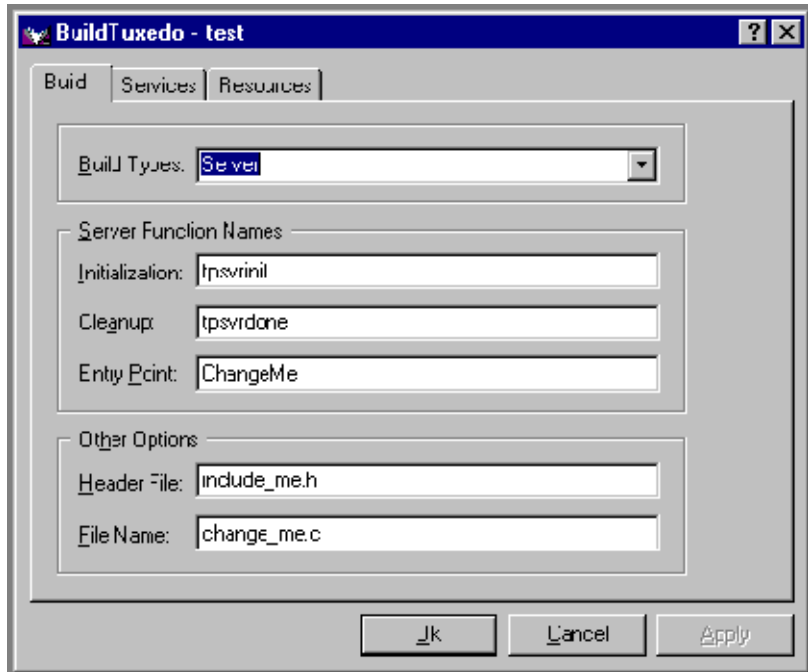 BuildTuxedo - test
Build Services Resources
Build Types: Server
Server Function Names
Initialization: tpsvrinit
Cleanup: tpsvrdone
Entry Point: ChangeMe
Other Options
Header File: include_me.h
File Name: change_me.c
Ok Cancel Apply